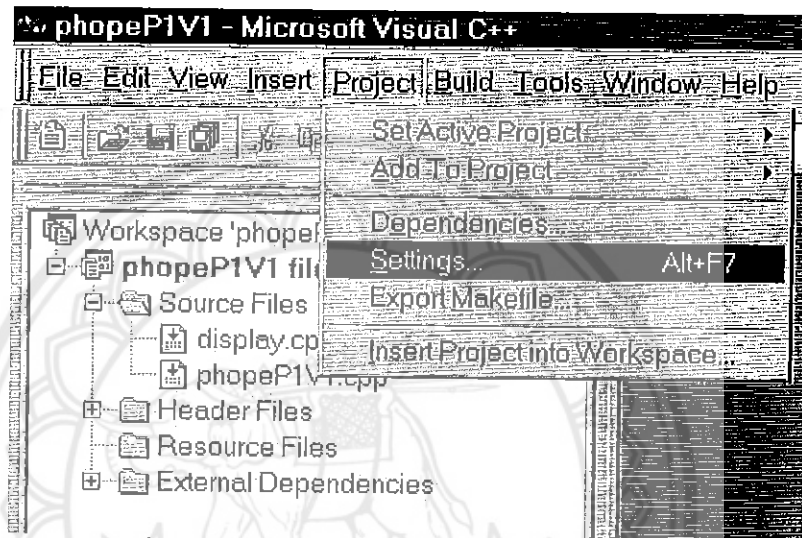 phopeP1V1 - Microsoft Visual C++
File Edit View Insert Project Build Tools Window Help
Set Active Project
Add To Project
Dependencies...
Settings... Alt+F7
Export Makefile...
Insert Project into Workspace...
Workspace 'phopeP
phopeP1V1 file
Source Files
display.cp
phopeP1V1.cpp
Header Files
Resource Files
External Dependencies